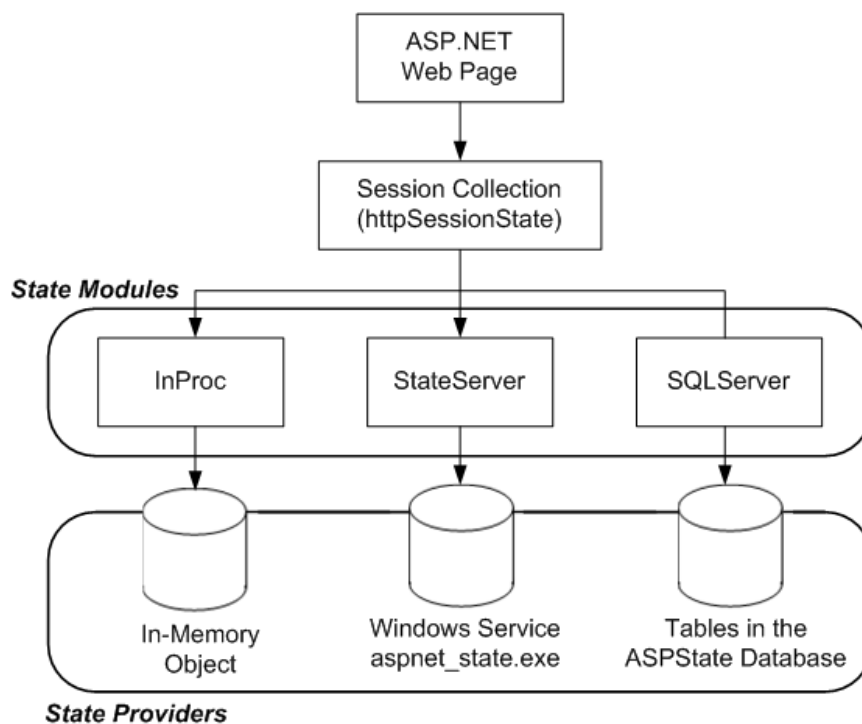 ASP.NET
Web Page
Session Collection
(httpSessionState)
State Modules
InProc
StateServer
SQLServer
In-Memory
Object
Windows Service
aspnet_state.exe
Tables in the
ASPState Database
State Providers